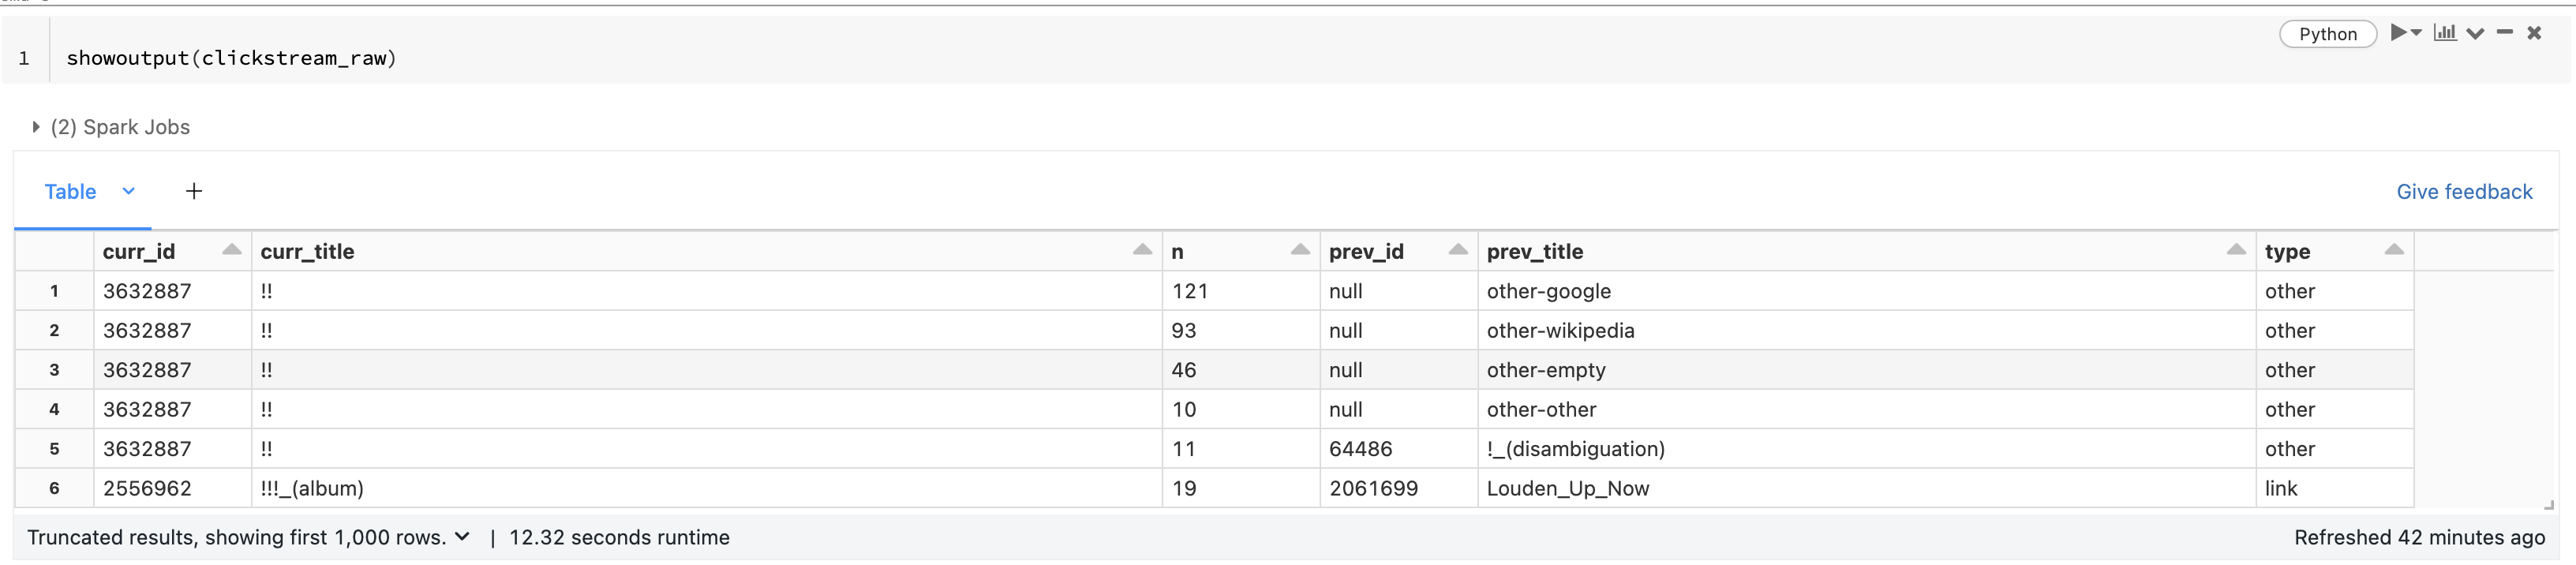 Python
1 showoutput(clickstream_raw)
(2) Spark Jobs
Table + Give feedback
curr_id curr_title n prev_id prev_title type
1 3632887 !! 121 null other-google other
2 3632887 !! 93 null other-wikipedia other
3 3632887 !! 46 null other-empty other
4 3632887 !! 10 null other-other other
5 3632887 !! 11 64486 !_(disambiguation) other
6 2556962 !!!_(album) 19 2061699 Louden_Up_Now link
Truncated results, showing first 1,000 rows. | 12.32 seconds runtime Refreshed 42 minutes ago